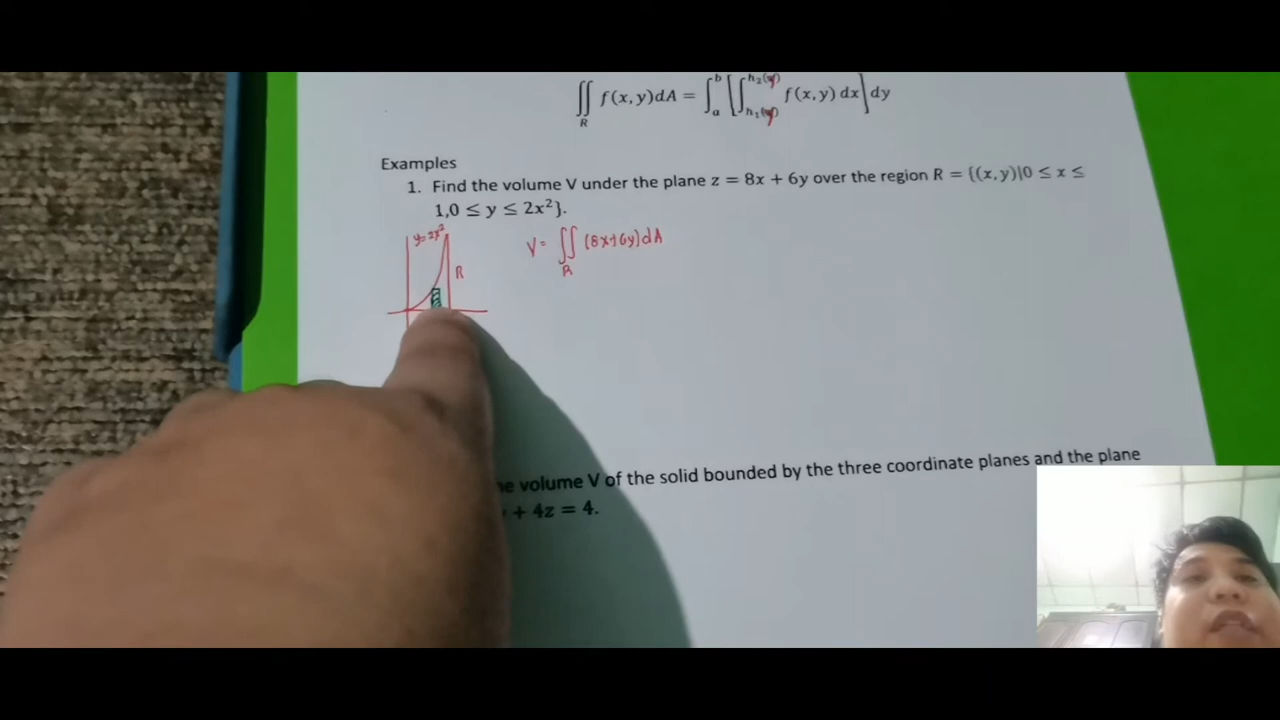 ∬_R f(x, y)dA = ∫_a^b [∫_{h₁(y)}^{h₂(y)} f(x, y) dx] dy
Examples
1. Find the volume V under the plane z = 8x + 6y over the region R = {(x, y)|0 ≤ x ≤
1,0 ≤ y ≤ 2x²}.
y=2x²
R
V= ∬_R (8x+6y)dA
volume V of the solid bounded by the three coordinate planes and the plane
+ 4z = 4.